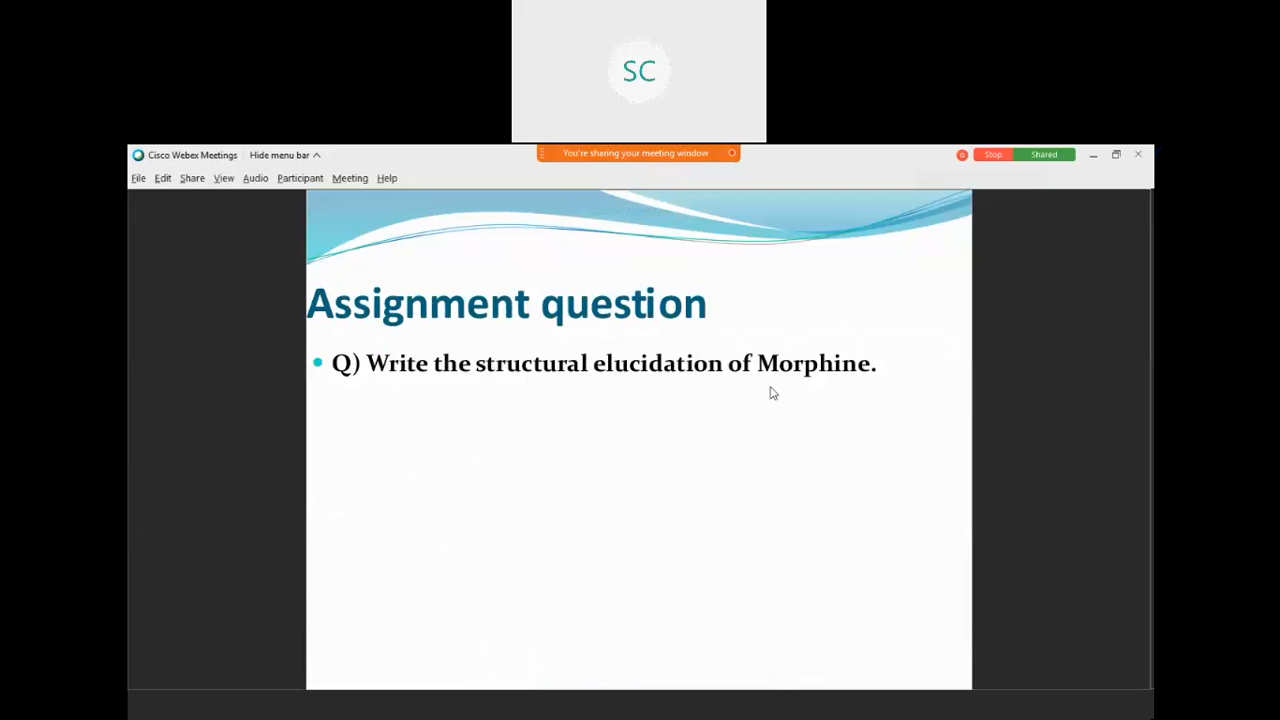 SC
Cisco Webex Meetings Hide menu bar
You're sharing your meeting window
Stop Shared
File Edit Share View Audio Participant Meeting Help
Assignment question
Q) Write the structural elucidation of Morphine.